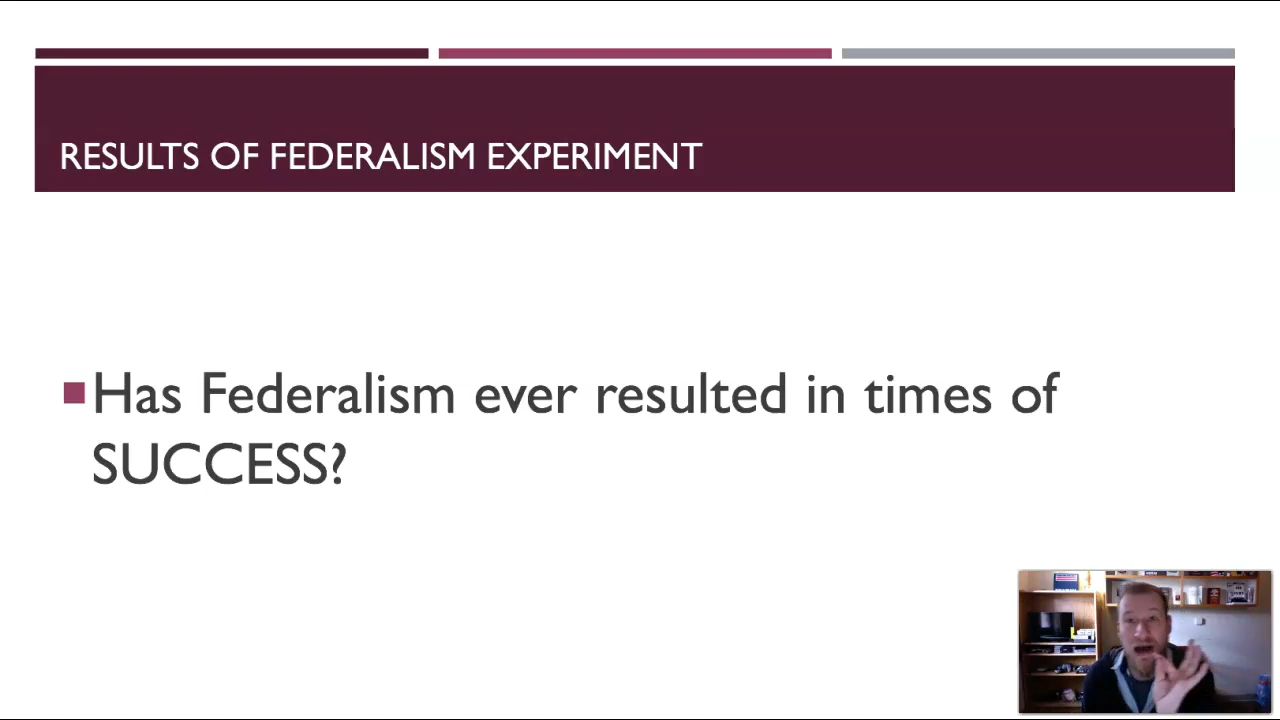 RESULTS OF FEDERALISM EXPERIMENT
Has Federalism ever resulted in times of
SUCCESS?